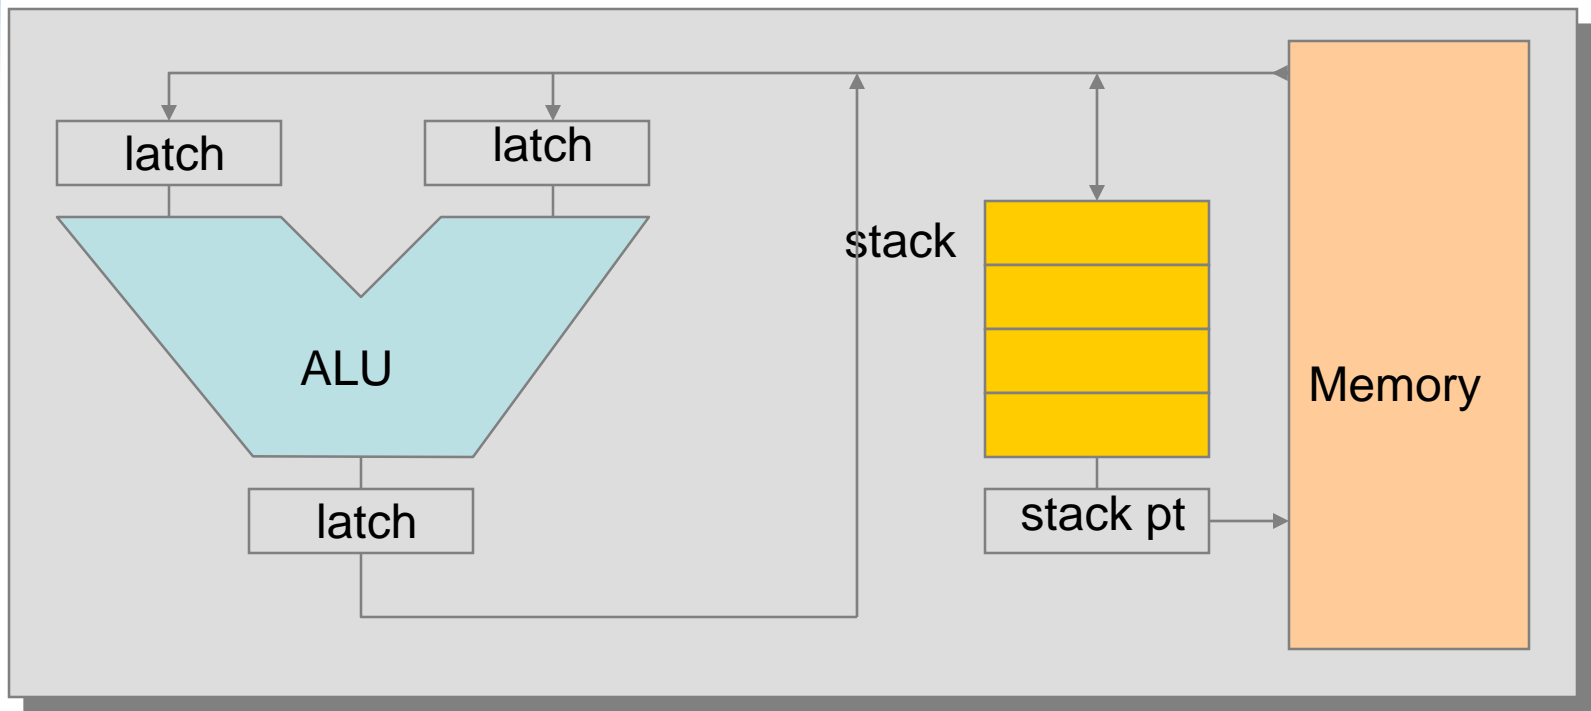 latch
latch
stack
ALU
Memory
latch
stack pt